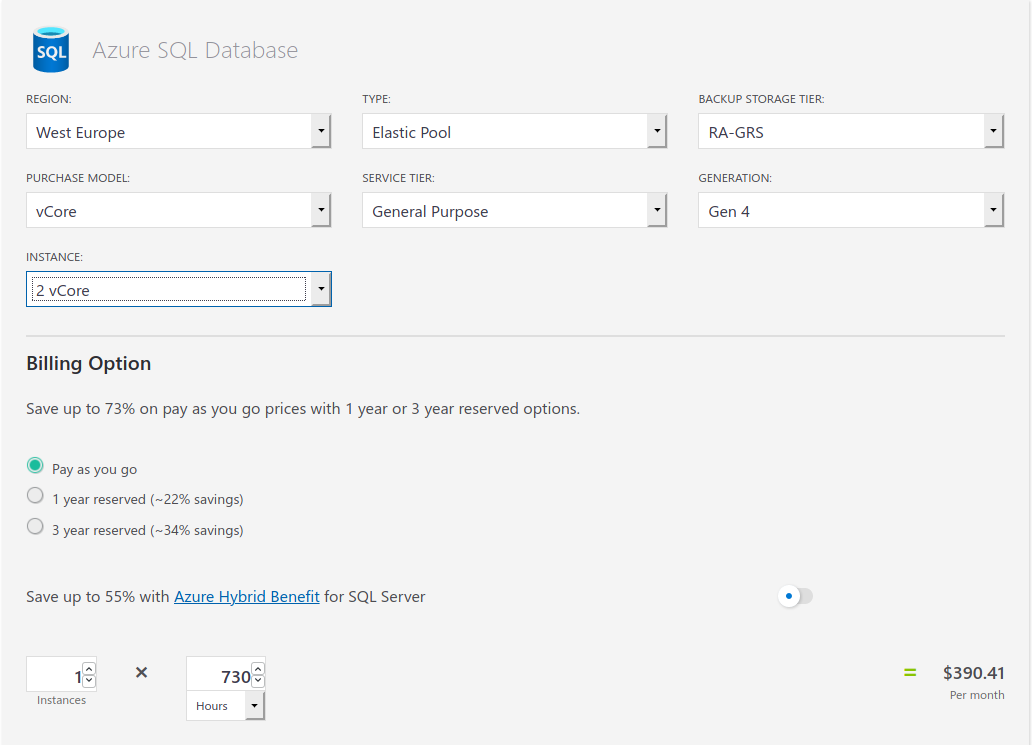 SQL Azure SQL Database
REGION: TYPE: BACKUP STORAGE TIER:
West Europe Elastic Pool RA-GRS
PURCHASE MODEL: SERVICE TIER: GENERATION:
vCore General Purpose Gen 4
INSTANCE:
2 vCore
Billing Option
Save up to 73% on pay as you go prices with 1 year or 3 year reserved options.
Pay as you go
1 year reserved (~22% savings)
3 year reserved (~34% savings)
Save up to 55% with Azure Hybrid Benefit for SQL Server
1 × 730 = $390.41
Instances Hours Per month